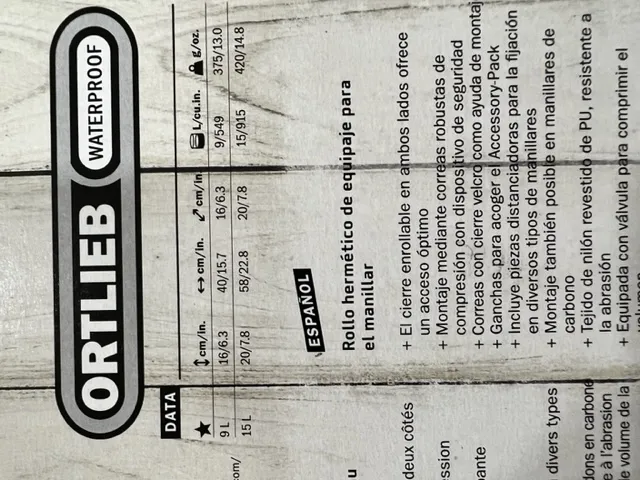 ORTLIEB
WATERPROOF
DATA
★ ↕cm/in. ↔cm/in. ⤢cm/in. L/cu.in. g/oz.
9 L 16/6.3 40/15.7 16/6.3 9/549 375/13.0
15 L 20/7.8 58/22.8 20/7.8 15/915 420/14.8
ESPAÑOL
Rollo hermético de equipaje para
el manillar
+ El cierre enrollable en ambos lados ofrece
un acceso óptimo
+ Montaje mediante correas robustas de
compresión con dispositivo de seguridad
+ Correas con cierre velcro como ayuda de montaj
+ Ganchas para acoger el Accessory-Pack
+ Incluye piezas distanciadoras para la fijación
en diversos tipos de manillares
+ Montaje también posible en manillares de
carbono
+ Tejido de nilón revestido de PU, resistente a
la abrasión
+ Equipada con válvula para comprimir el
com/
u
deux côtés
ession
oante
n divers types
dons en carbone
e à l'abrasion
le volume de la